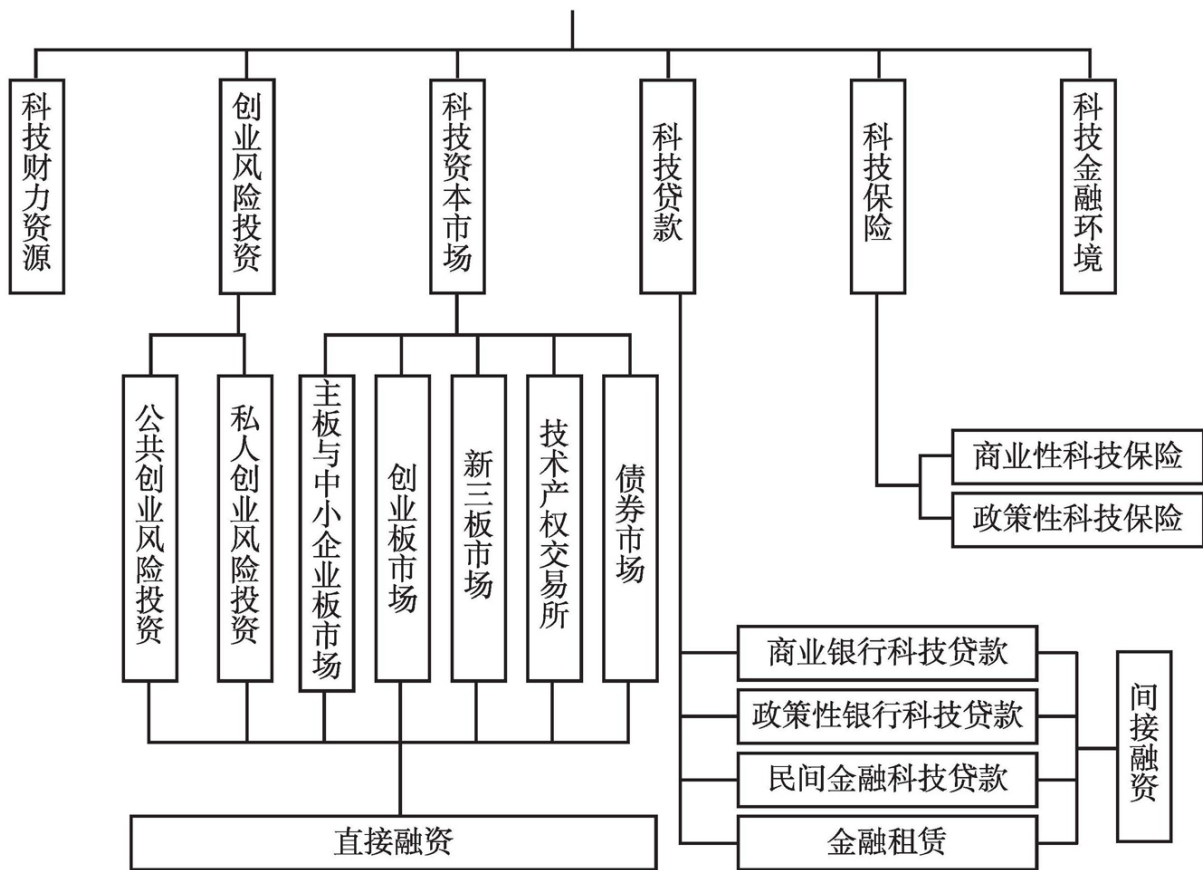 科技财力资源
创业风险投资
科技资本市场
科技贷款
科技保险
科技金融环境
公共创业风险投资
私人创业风险投资
主板与中小企业板市场
创业板市场
新三板市场
技术产权交易所
债券市场
商业性科技保险
政策性科技保险
商业银行科技贷款
政策性银行科技贷款
民间金融科技贷款
金融租赁
间接融资
直接融资